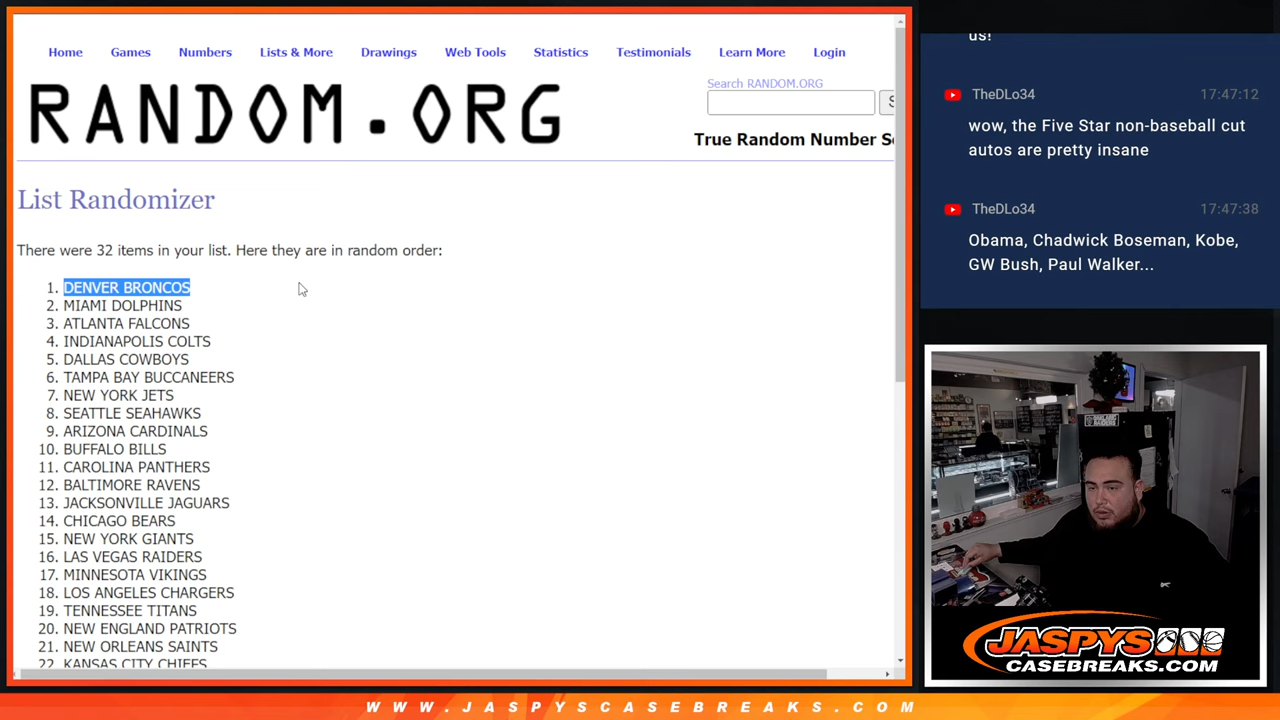 Home Games Numbers Lists & More Drawings Web Tools Statistics Testimonials Learn More Login
RANDOM.ORG
Search RANDOM.ORG
True Random Number Se
List Randomizer
There were 32 items in your list. Here they are in random order:
1. DENVER BRONCOS
2. MIAMI DOLPHINS
3. ATLANTA FALCONS
4. INDIANAPOLIS COLTS
5. DALLAS COWBOYS
6. TAMPA BAY BUCCANEERS
7. NEW YORK JETS
8. SEATTLE SEAHAWKS
9. ARIZONA CARDINALS
10. BUFFALO BILLS
11. CAROLINA PANTHERS
12. BALTIMORE RAVENS
13. JACKSONVILLE JAGUARS
14. CHICAGO BEARS
15. NEW YORK GIANTS
16. LAS VEGAS RAIDERS
17. MINNESOTA VIKINGS
18. LOS ANGELES CHARGERS
19. TENNESSEE TITANS
20. NEW ENGLAND PATRIOTS
21. NEW ORLEANS SAINTS
22. KANSAS CITY CHIEFS
us!
TheDLo34 17:47:12
wow, the Five Star non-baseball cut
autos are pretty insane
TheDLo34 17:47:38
Obama, Chadwick Boseman, Kobe,
GW Bush, Paul Walker...
JASPYS
CASEBREAKS.COM
WWW.JASPYSCASEBREAKS.COM